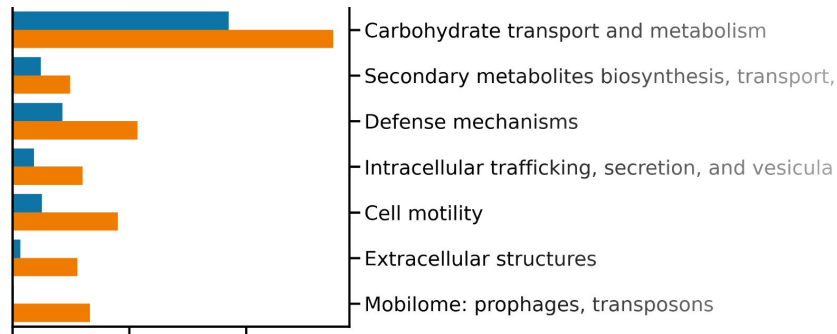 Carbohydrate transport and metabolism
Secondary metabolites biosynthesis, transport,
Defense mechanisms
Intracellular trafficking, secretion, and vesicula
Cell motility
Extracellular structures
Mobilome: prophages, transposons